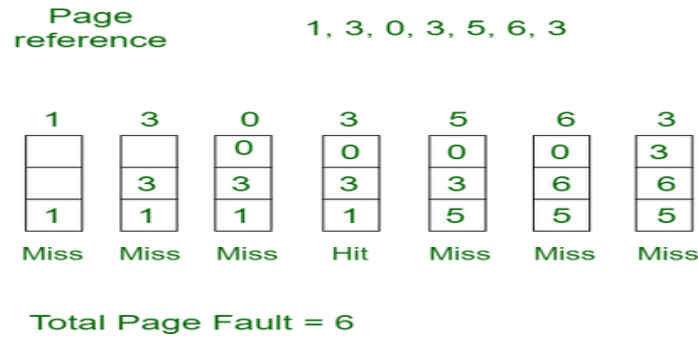 Page reference
1, 3, 0, 3, 5, 6, 3
1 3 0 3 5 6 3
0 0 0 0 3
3 3 3 3 6 6
1 1 1 1 5 5 5
Miss Miss Miss Hit Miss Miss Miss
Total Page Fault = 6